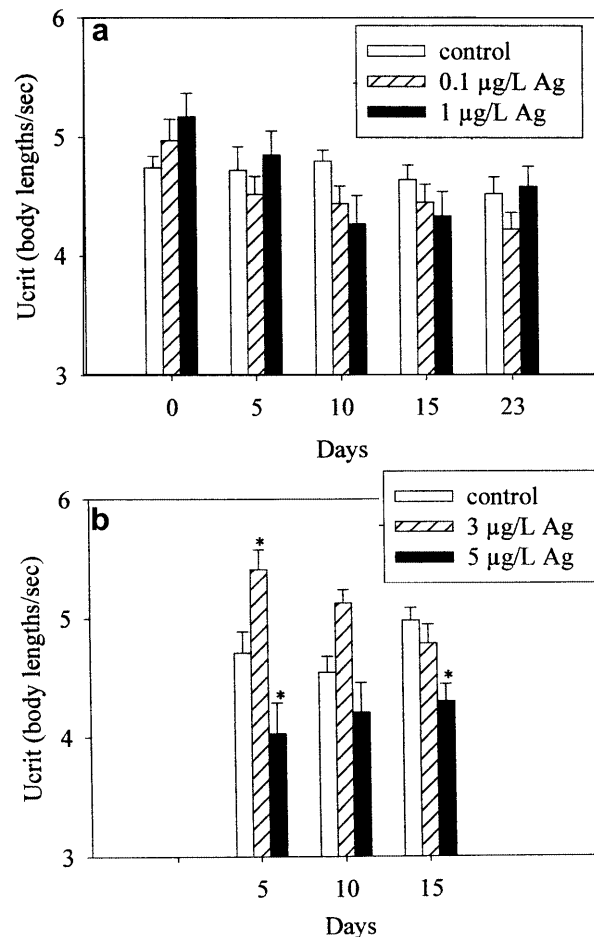 a
control
0.1 µg/L Ag
1 µg/L Ag
Ucrit (body lengths/sec)
6
5
4
3
0 5 10 15 23
Days
b
control
3 µg/L Ag
5 µg/L Ag
Ucrit (body lengths/sec)
6
5
4
3
* * *
5 10 15
Days